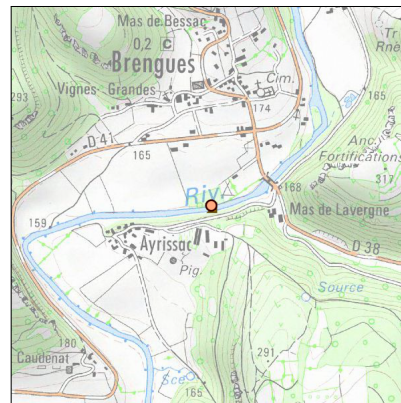 Mas de Bessac
0,2 C
Brengues
Vignes - Grandes
Cim.
174
165
293
D 41
165
Anc.
Fortifications
317
Riv
168
Mas de Lavergne
159
Ayrissac
D 38
Pig.
Source
180
291
Caudenat
Sce
165